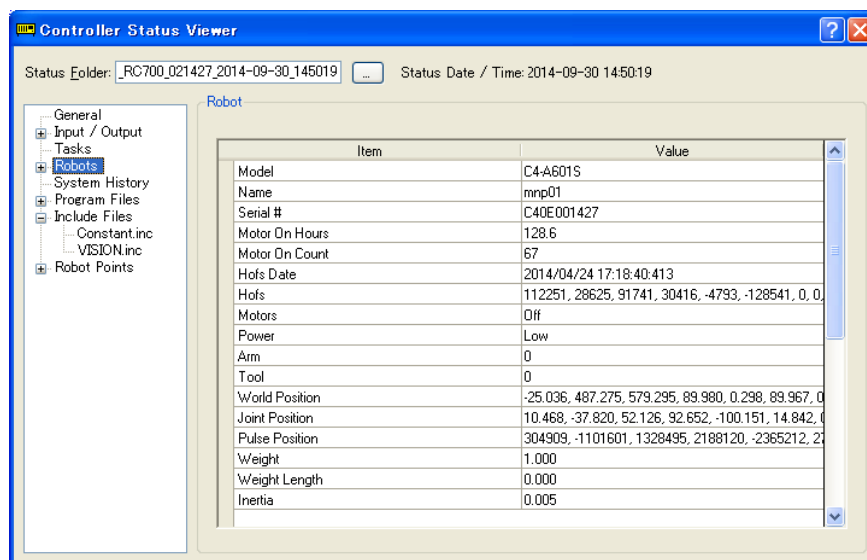 Controller Status Viewer
Status Folder: _RC700_021427_2014-09-30_145019 ... Status Date / Time: 2014-09-30 14:50:19
General
Input / Output
Tasks
Robots
System History
Program Files
Include Files
Constant.inc
VISION.inc
Robot Points
Robot
Item Value
Model C4-A601S
Name mnp01
Serial # C40E001427
Motor On Hours 128.6
Motor On Count 67
Hofs Date 2014/04/24 17:18:40:413
Hofs 112251, 28625, 91741, 30416, -4793, -128541, 0, 0,
Motors Off
Power Low
Arm 0
Tool 0
World Position -25.036, 487.275, 579.295, 89.980, 0.298, 89.967, 0
Joint Position 10.468, -37.820, 52.126, 92.652, -100.151, 14.842,
Pulse Position 304909, -1101601, 1328495, 2188120, -2365212,
Weight 1.000
Weight Length 0.000
Inertia 0.005